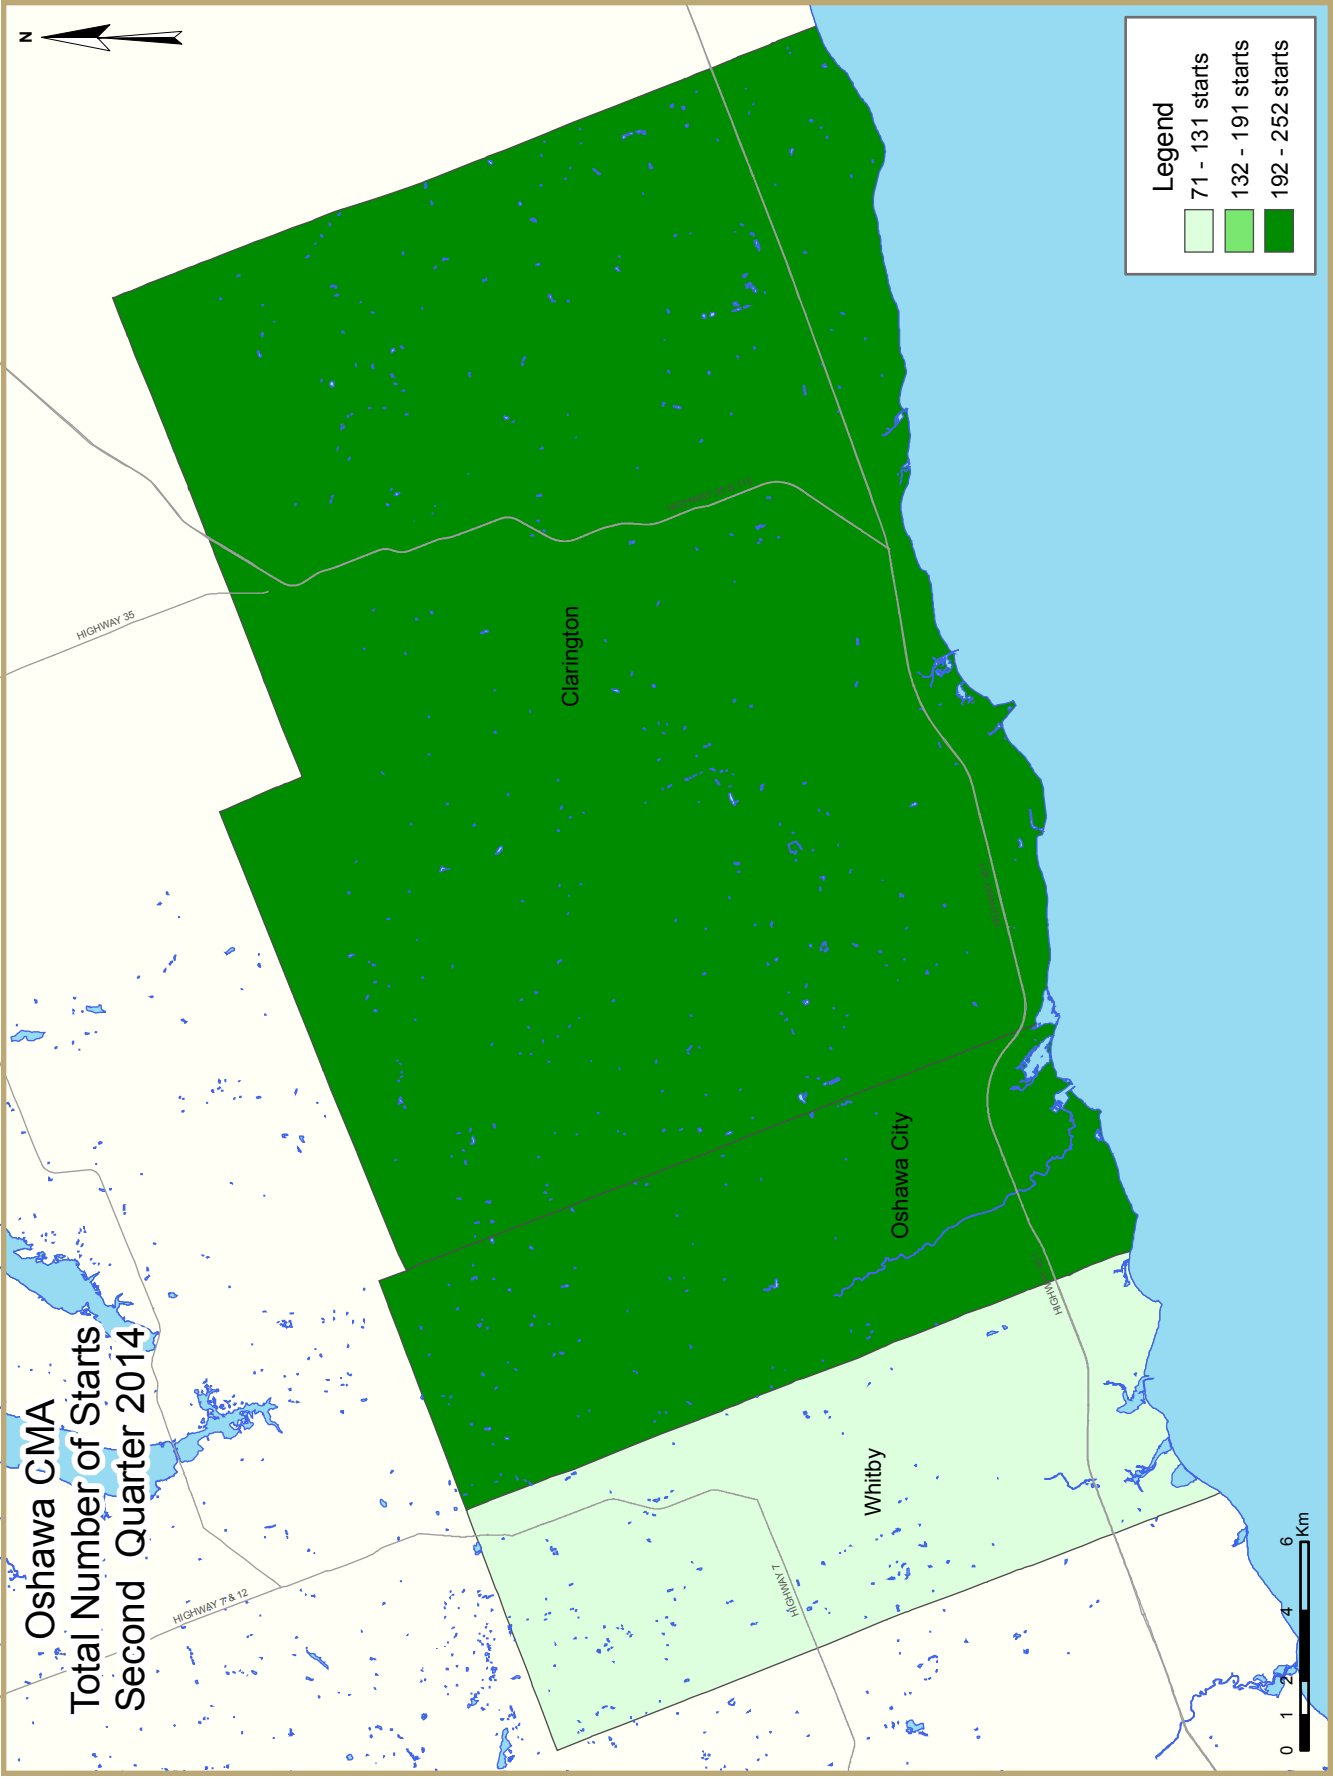 Oshawa CMA
Total Number of Starts
Second Quarter 2014
N
HIGHWAY 7 & 12
HIGHWAY 35
HIGHWAY 7
Whitby
Oshawa City
Clarington
Legend
71 - 131 starts
132 - 191 starts
192 - 252 starts
0 1 2 4 6
Km